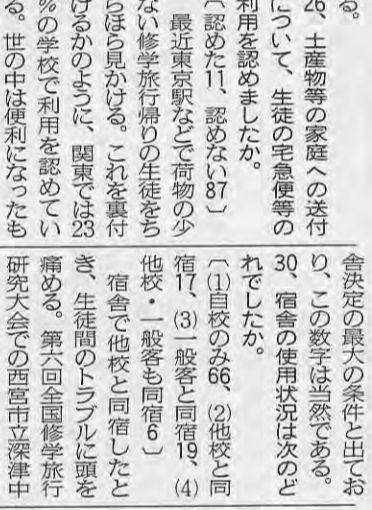 る。
26、土産物等の家庭への送付
について、生徒の宅急便等の
利用を認めましたか。
〔認めた11、認めない87〕
最近東京駅などで荷物の少
ない修学旅行帰りの生徒をち
らほら見かける。これを裏付
けるかのように、関東では23
%の学校で利用を認めてい
る。世の中は便利になったも
舎決定の最大の条件と出てお
り、この数字は当然である。
30、宿舎の使用状況は次のど
れでしたか。
〔⑴自校のみ66、⑵他校と同
宿17、⑶一般客と同宿19、⑷
他校・一般客も同宿6〕
宿舎で他校と同宿したと
き、生徒間のトラブルに頭を
痛める。第六回全国修学旅行
研究大会での西宮市立深津中